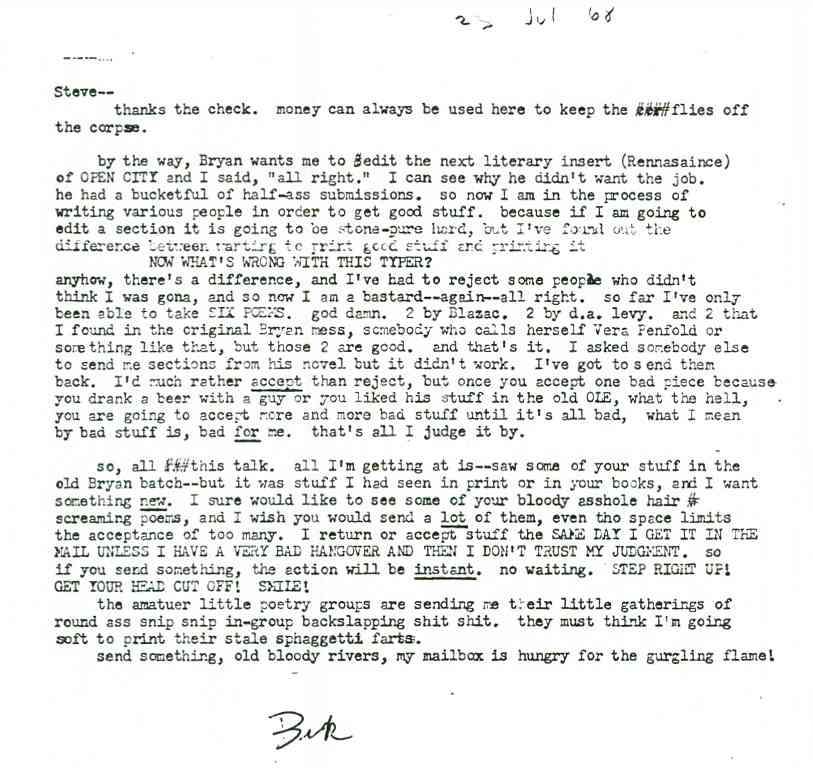 23 Jul 68
Steve--
thanks the check. money can always be used here to keep the flies off
the corpse.
by the way, Bryan wants me to edit the next literary insert (Rennasaince)
of OPEN CITY and I said, "all right." I can see why he didn't want the job.
he had a bucketful of half-ass submissions. so now I am in the process of
writing various people in order to get good stuff. because if I am going to
edit a section it is going to be stone-pure hard, but I've found out the
difference between wanting to print good stuff and printing it
NOW WHAT'S WRONG WITH THIS TYPER?
anyhow, there's a difference, and I've had to reject some people who didn't
think I was gona, and so now I am a bastard--again--all right. so far I've only
been able to take SIX POEMS. god damn. 2 by Blazac. 2 by d.a. levy. and 2 that
I found in the original Bryan mess, somebody who calls herself Vera Penfold or
something like that, but those 2 are good. and that's it. I asked somebody else
to send me sections from his novel but it didn't work. I've got to send them
back. I'd much rather accept than reject, but once you accept one bad piece because
you drank a beer with a guy or you liked his stuff in the old OLE, what the hell,
you are going to accept more and more bad stuff until it's all bad, what I mean
by bad stuff is, bad for me. that's all I judge it by.
so, all this talk. all I'm getting at is--saw some of your stuff in the
old Bryan batch--but it was stuff I had seen in print or in your books, and I want
something new. I sure would like to see some of your bloody asshole hair
screaming poems, and I wish you would send a lot of them, even tho space limits
the acceptance of too many. I return or accept stuff the SAME DAY I GET IT IN THE
MAIL UNLESS I HAVE A VERY BAD HANGOVER AND THEN I DON'T TRUST MY JUDGMENT. so
if you send something, the action will be instant. no waiting. STEP RIGHT UP!
GET YOUR HEAD CUT OFF! SMILE!
the amatuer little poetry groups are sending me their little gatherings of
round ass snip snip in-group backslapping shit shit. they must think I'm going
soft to print their stale sphaggetti farts.
send something, old bloody rivers, my mailbox is hungry for the gurgling flame!
Buk